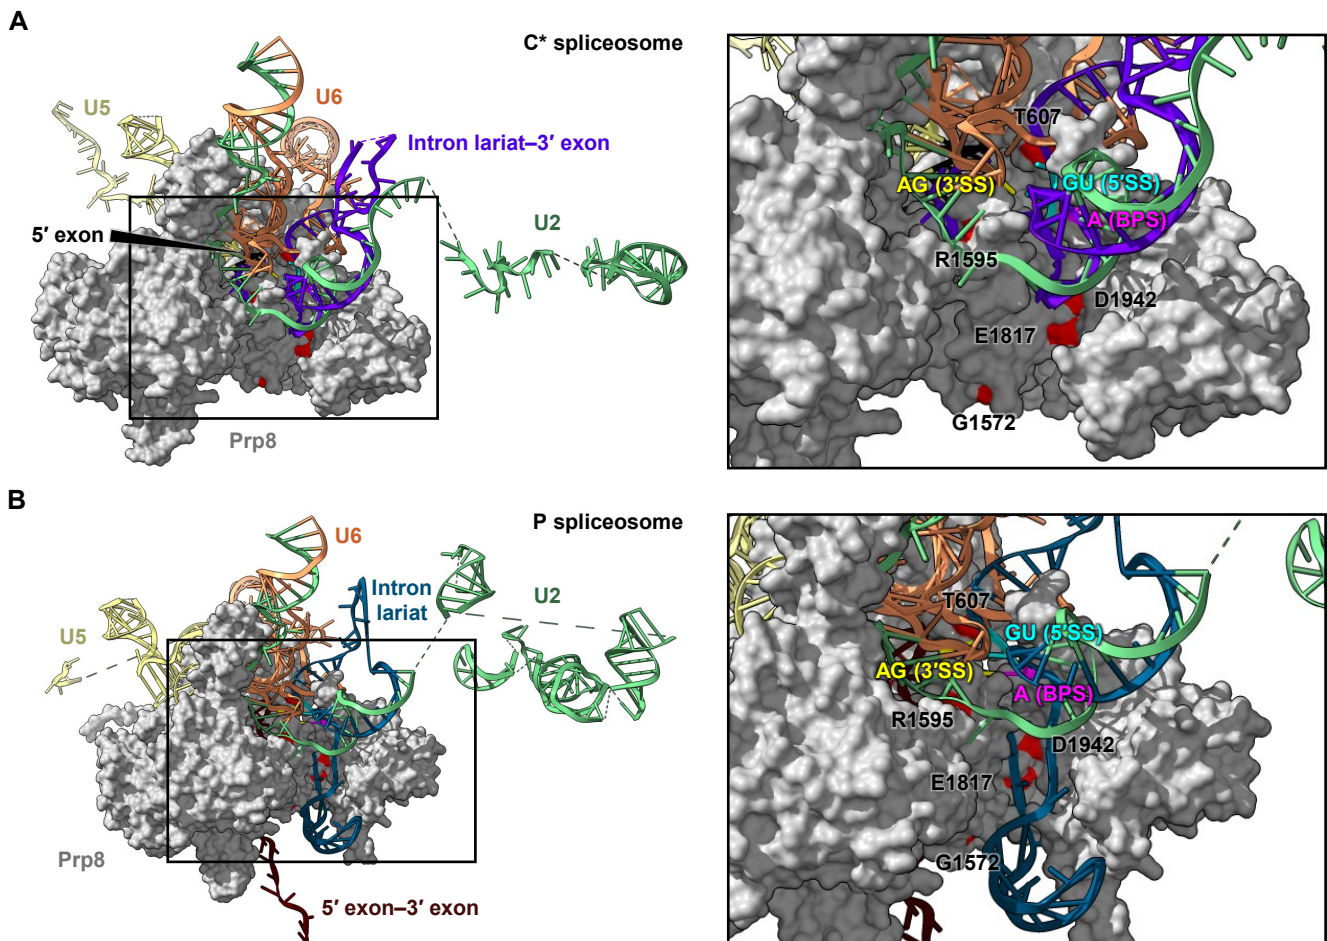 A
C* spliceosome
U5
U6
Intron lariat–3′ exon
5′ exon
U2
Prp8
T607
AG (3′SS)
GU (5′SS)
A (BPS)
R1595
D1942
E1817
G1572
B
P spliceosome
U6
Intron
lariat
U2
U5
Prp8
5′ exon–3′ exon
T607
GU (5′SS)
AG (3′SS)
A (BPS)
R1595
D1942
E1817
G1572